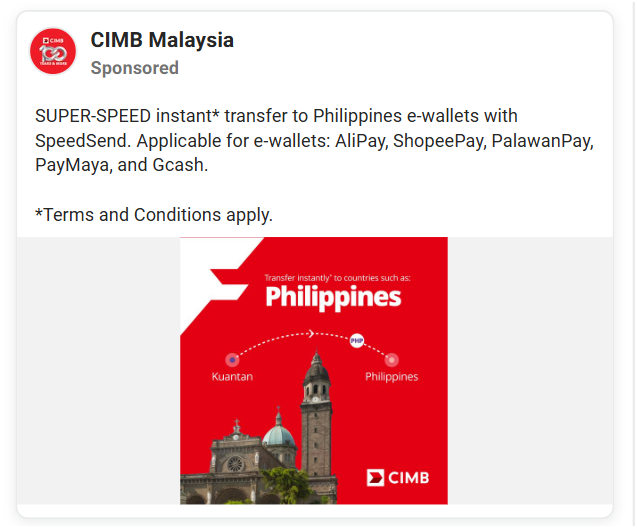 CIMB
100
YEARS & MORE
CIMB Malaysia
Sponsored
SUPER-SPEED instant* transfer to Philippines e-wallets with
SpeedSend. Applicable for e-wallets: AliPay, ShopeePay, PalawanPay,
PayMaya, and Gcash.
*Terms and Conditions apply.
Transfer instantly* to countries such as:
Philippines
PHP
Kuantan
Philippines
CIMB